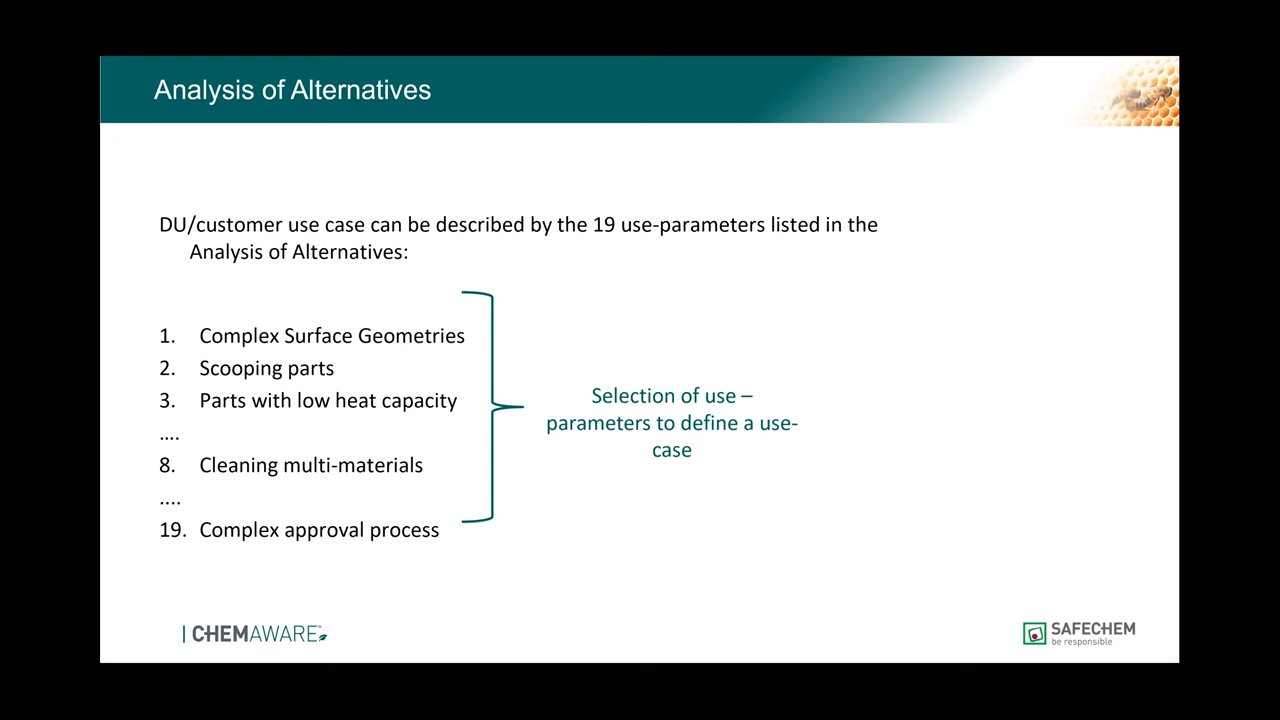 Analysis of Alternatives
DU/customer use case can be described by the 19 use-parameters listed in the
Analysis of Alternatives:
1. Complex Surface Geometries
2. Scooping parts
3. Parts with low heat capacity
....
8. Cleaning multi-materials
....
19. Complex approval process
Selection of use –
parameters to define a use-
case
CHEMAWARE™
SAFECHEM
be responsible